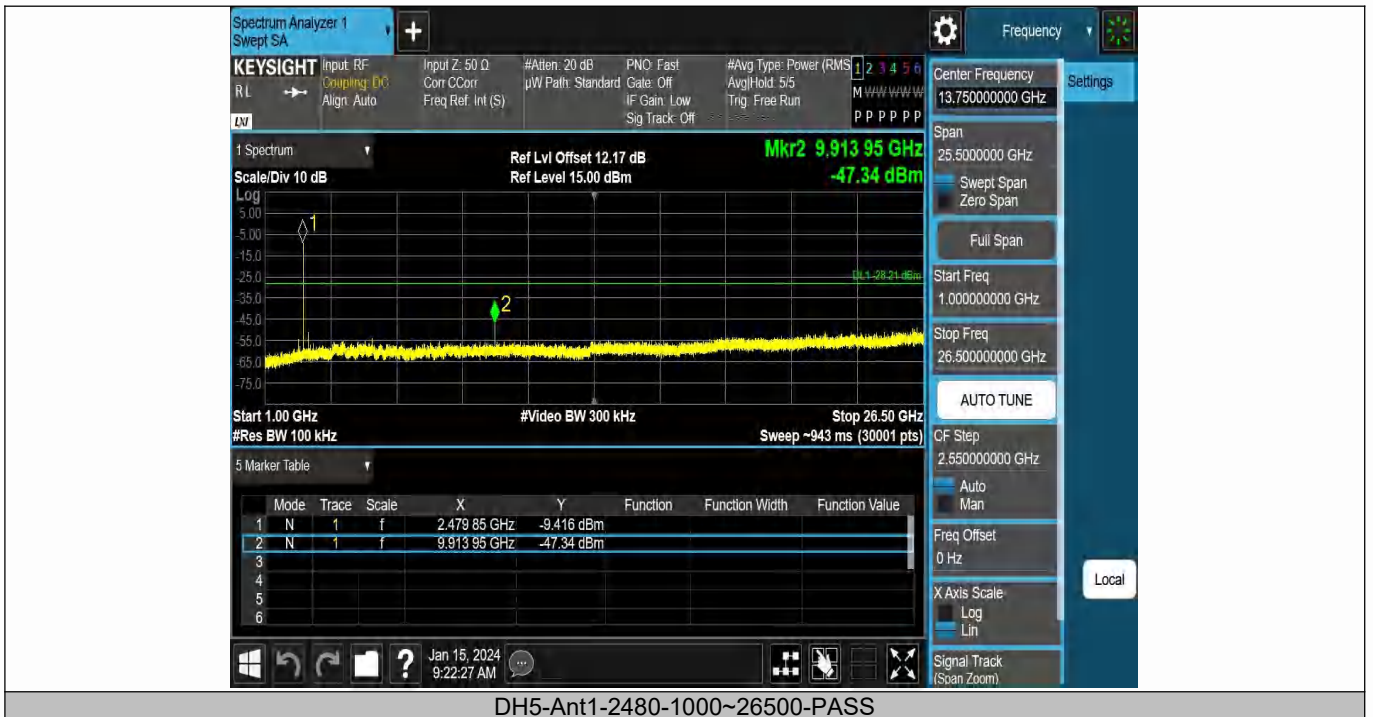 Spectrum Analyzer 1
Swept SA
+
Frequency
KEYSIGHT
RL
LXI
Input: RF
Coupling: DC
Align: Auto
Input Z: 50 Ω
Corr CCorr
Freq Ref: Int (S)
#Atten: 20 dB
µW Path: Standard
PNO: Fast
Gate: Off
IF Gain: Low
Sig Track: Off
#Avg Type: Power (RMS
Avg|Hold: 5/5
Trig: Free Run
1 2 3 4 5 6
M W W W W W
P P P P P P
1 Spectrum
Scale/Div 10 dB
Ref Lvl Offset 12.17 dB
Ref Level 15.00 dBm
Mkr2 9.913 95 GHz
-47.34 dBm
Log
5.00
-5.00
-15.0
-25.0
-35.0
-45.0
-55.0
-65.0
-75.0
1
2
DL1 -28.21 dBm
Start 1.00 GHz
#Res BW 100 kHz
#Video BW 300 kHz
Stop 26.50 GHz
Sweep ~943 ms (30001 pts)
5 Marker Table
Mode Trace Scale X Y Function Function Width Function Value
1 N 1 f 2.479 85 GHz -9.416 dBm
2 N 1 f 9.913 95 GHz -47.34 dBm
3
4
5
6
Jan 15, 2024
9:22:27 AM
Center Frequency
13.750000000 GHz
Settings
Span
25.5000000 GHz
Swept Span
Zero Span
Full Span
Start Freq
1.000000000 GHz
Stop Freq
26.500000000 GHz
AUTO TUNE
CF Step
2.550000000 GHz
Auto
Man
Freq Offset
0 Hz
X Axis Scale
Log
Lin
Local
Signal Track
(Span Zoom)
DH5-Ant1-2480-1000~26500-PASS